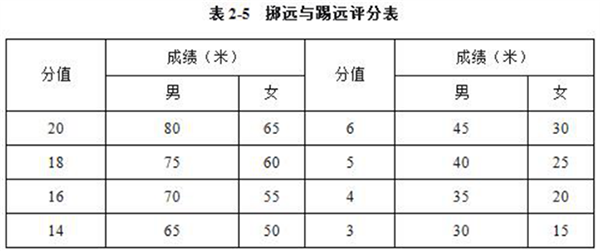 表 2-5 掷远与踢远评分表
分值 成绩（米） 分值 成绩（米）
男 女 男 女
20 80 65 6 45 30
18 75 60 5 40 25
16 70 55 4 35 20
14 65 50 3 30 15